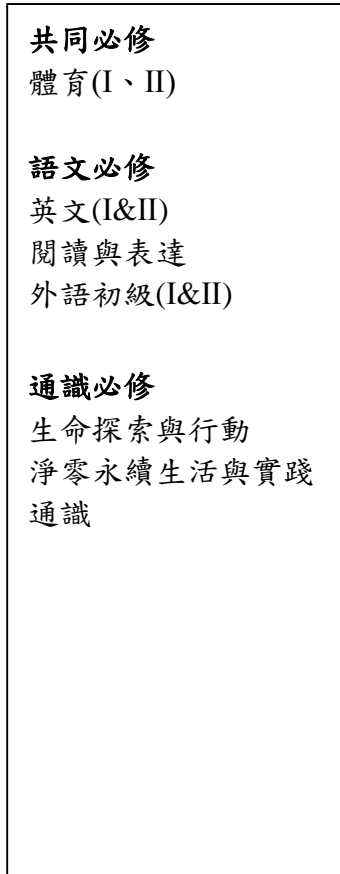 共同必修
體育(I、II)
語文必修
英文(I&II)
閱讀與表達
外語初級(I&II)
通識必修
生命探索與行動
淨零永續生活與實踐
通識